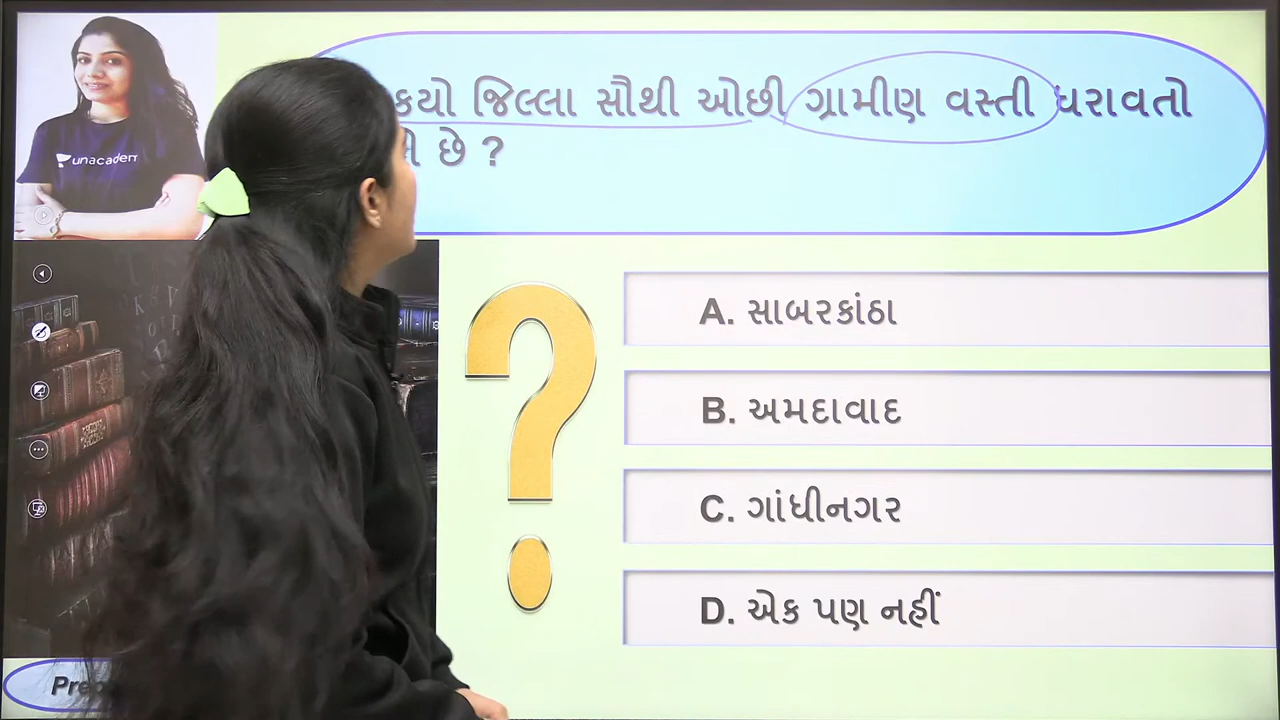 unacadem
કયો જિલ્લા સૌથી ઓછી ગ્રામીણ વસ્તી ધરાવતો
છે ?
A. સાબરકાંઠા
B. અમદાવાદ
C. ગાંધીનગર
D. એક પણ નહીં